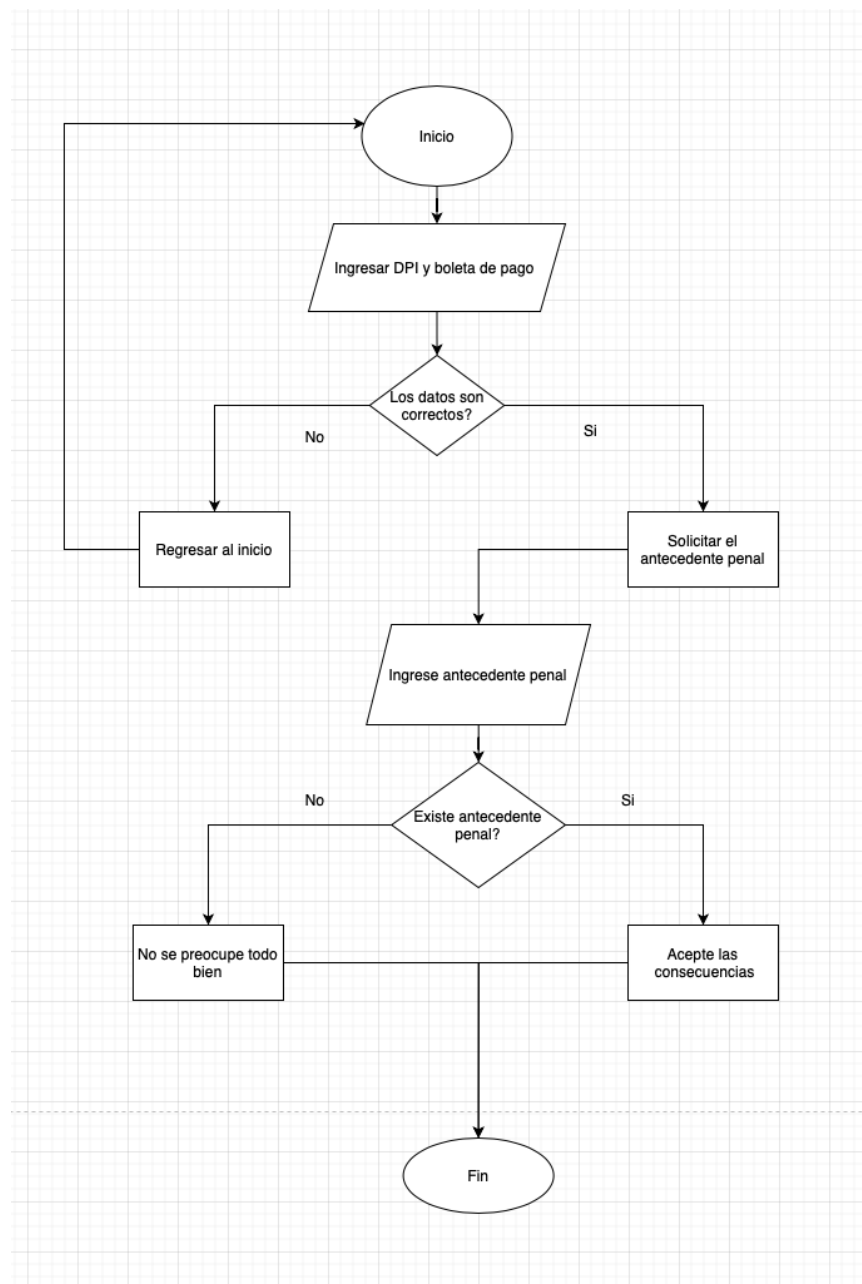 Inicio
Ingresar DPI y boleta de pago
Los datos son
correctos?
No
Si
Regresar al inicio
Solicitar el
antecedente penal
Ingrese antecedente penal
No
Si
Existe antecedente
penal?
No se preocupe todo
bien
Acepte las
consecuencias
Fin